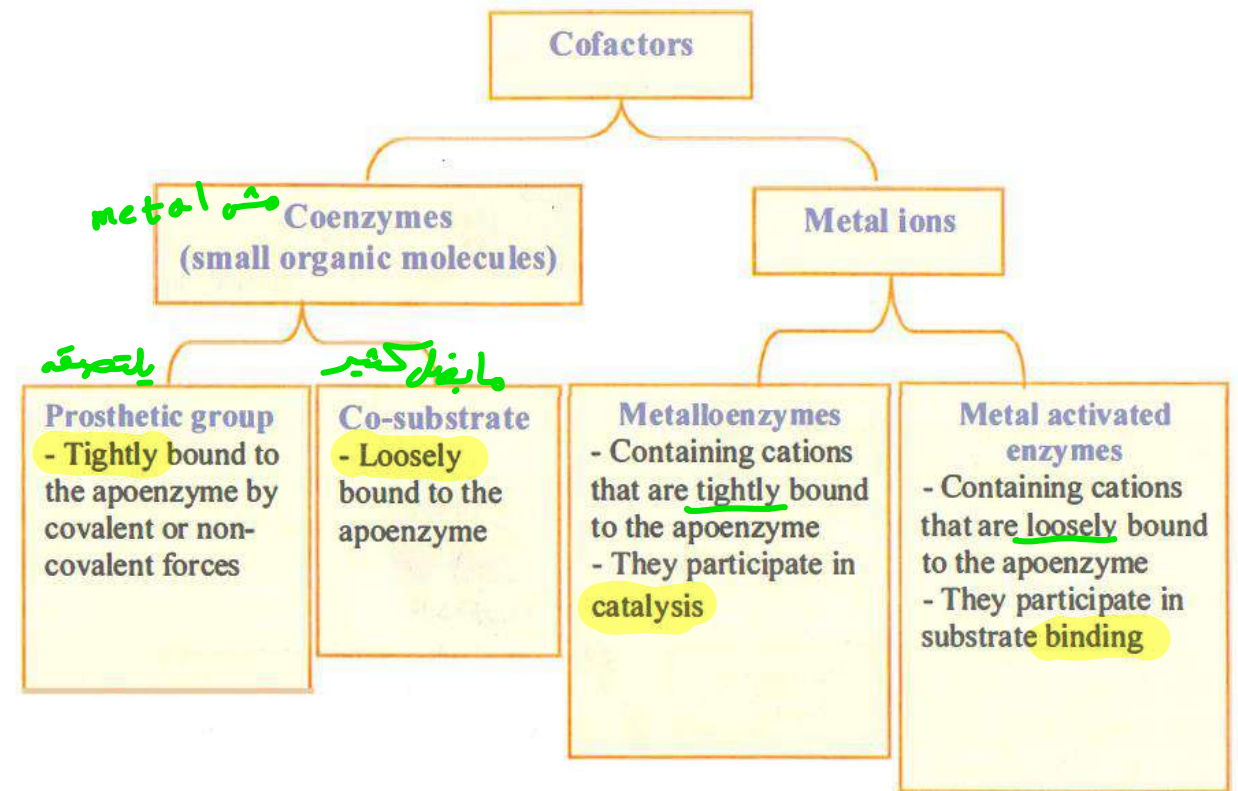 Cofactors
metal مش
Coenzymes
(small organic molecules)
Metal ions
Prosthetic group
- Tightly bound to
the apoenzyme by
covalent or non-
covalent forces
Co-substrate
- Loosely
bound to the
apoenzyme
Metalloenzymes
- Containing cations
that are tightly bound
to the apoenzyme
- They participate in
catalysis
Metal activated
enzymes
- Containing cations
that are loosely bound
to the apoenzyme
- They participate in
substrate binding